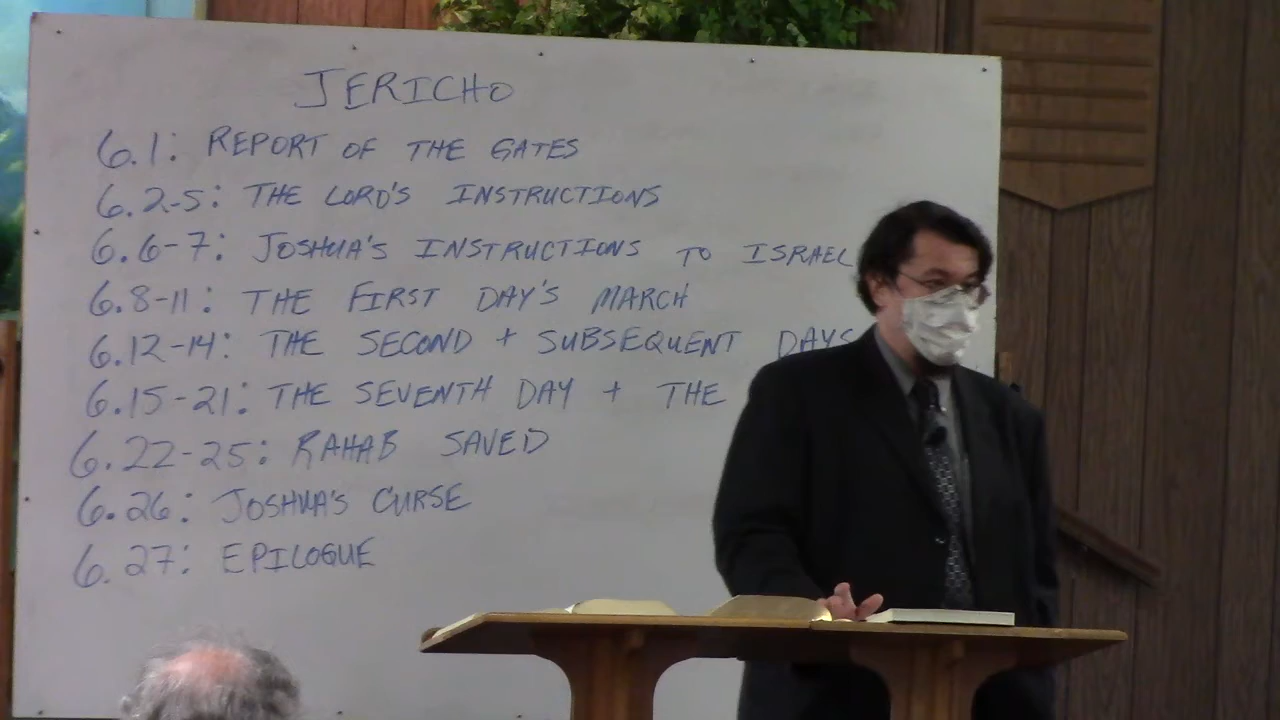 JERICHO
6.1: REPORT OF THE GATES
6.2-5: THE LORD'S INSTRUCTIONS
6.6-7: JOSHUA'S INSTRUCTIONS TO ISRAEL
6.8-11: THE FIRST DAY'S MARCH
6.12-14: THE SECOND + SUBSEQUENT DAYS
6.15-21: THE SEVENTH DAY + THE
6.22-25: RAHAB SAVED
6.26: JOSHUA'S CURSE
6.27: EPILOGUE